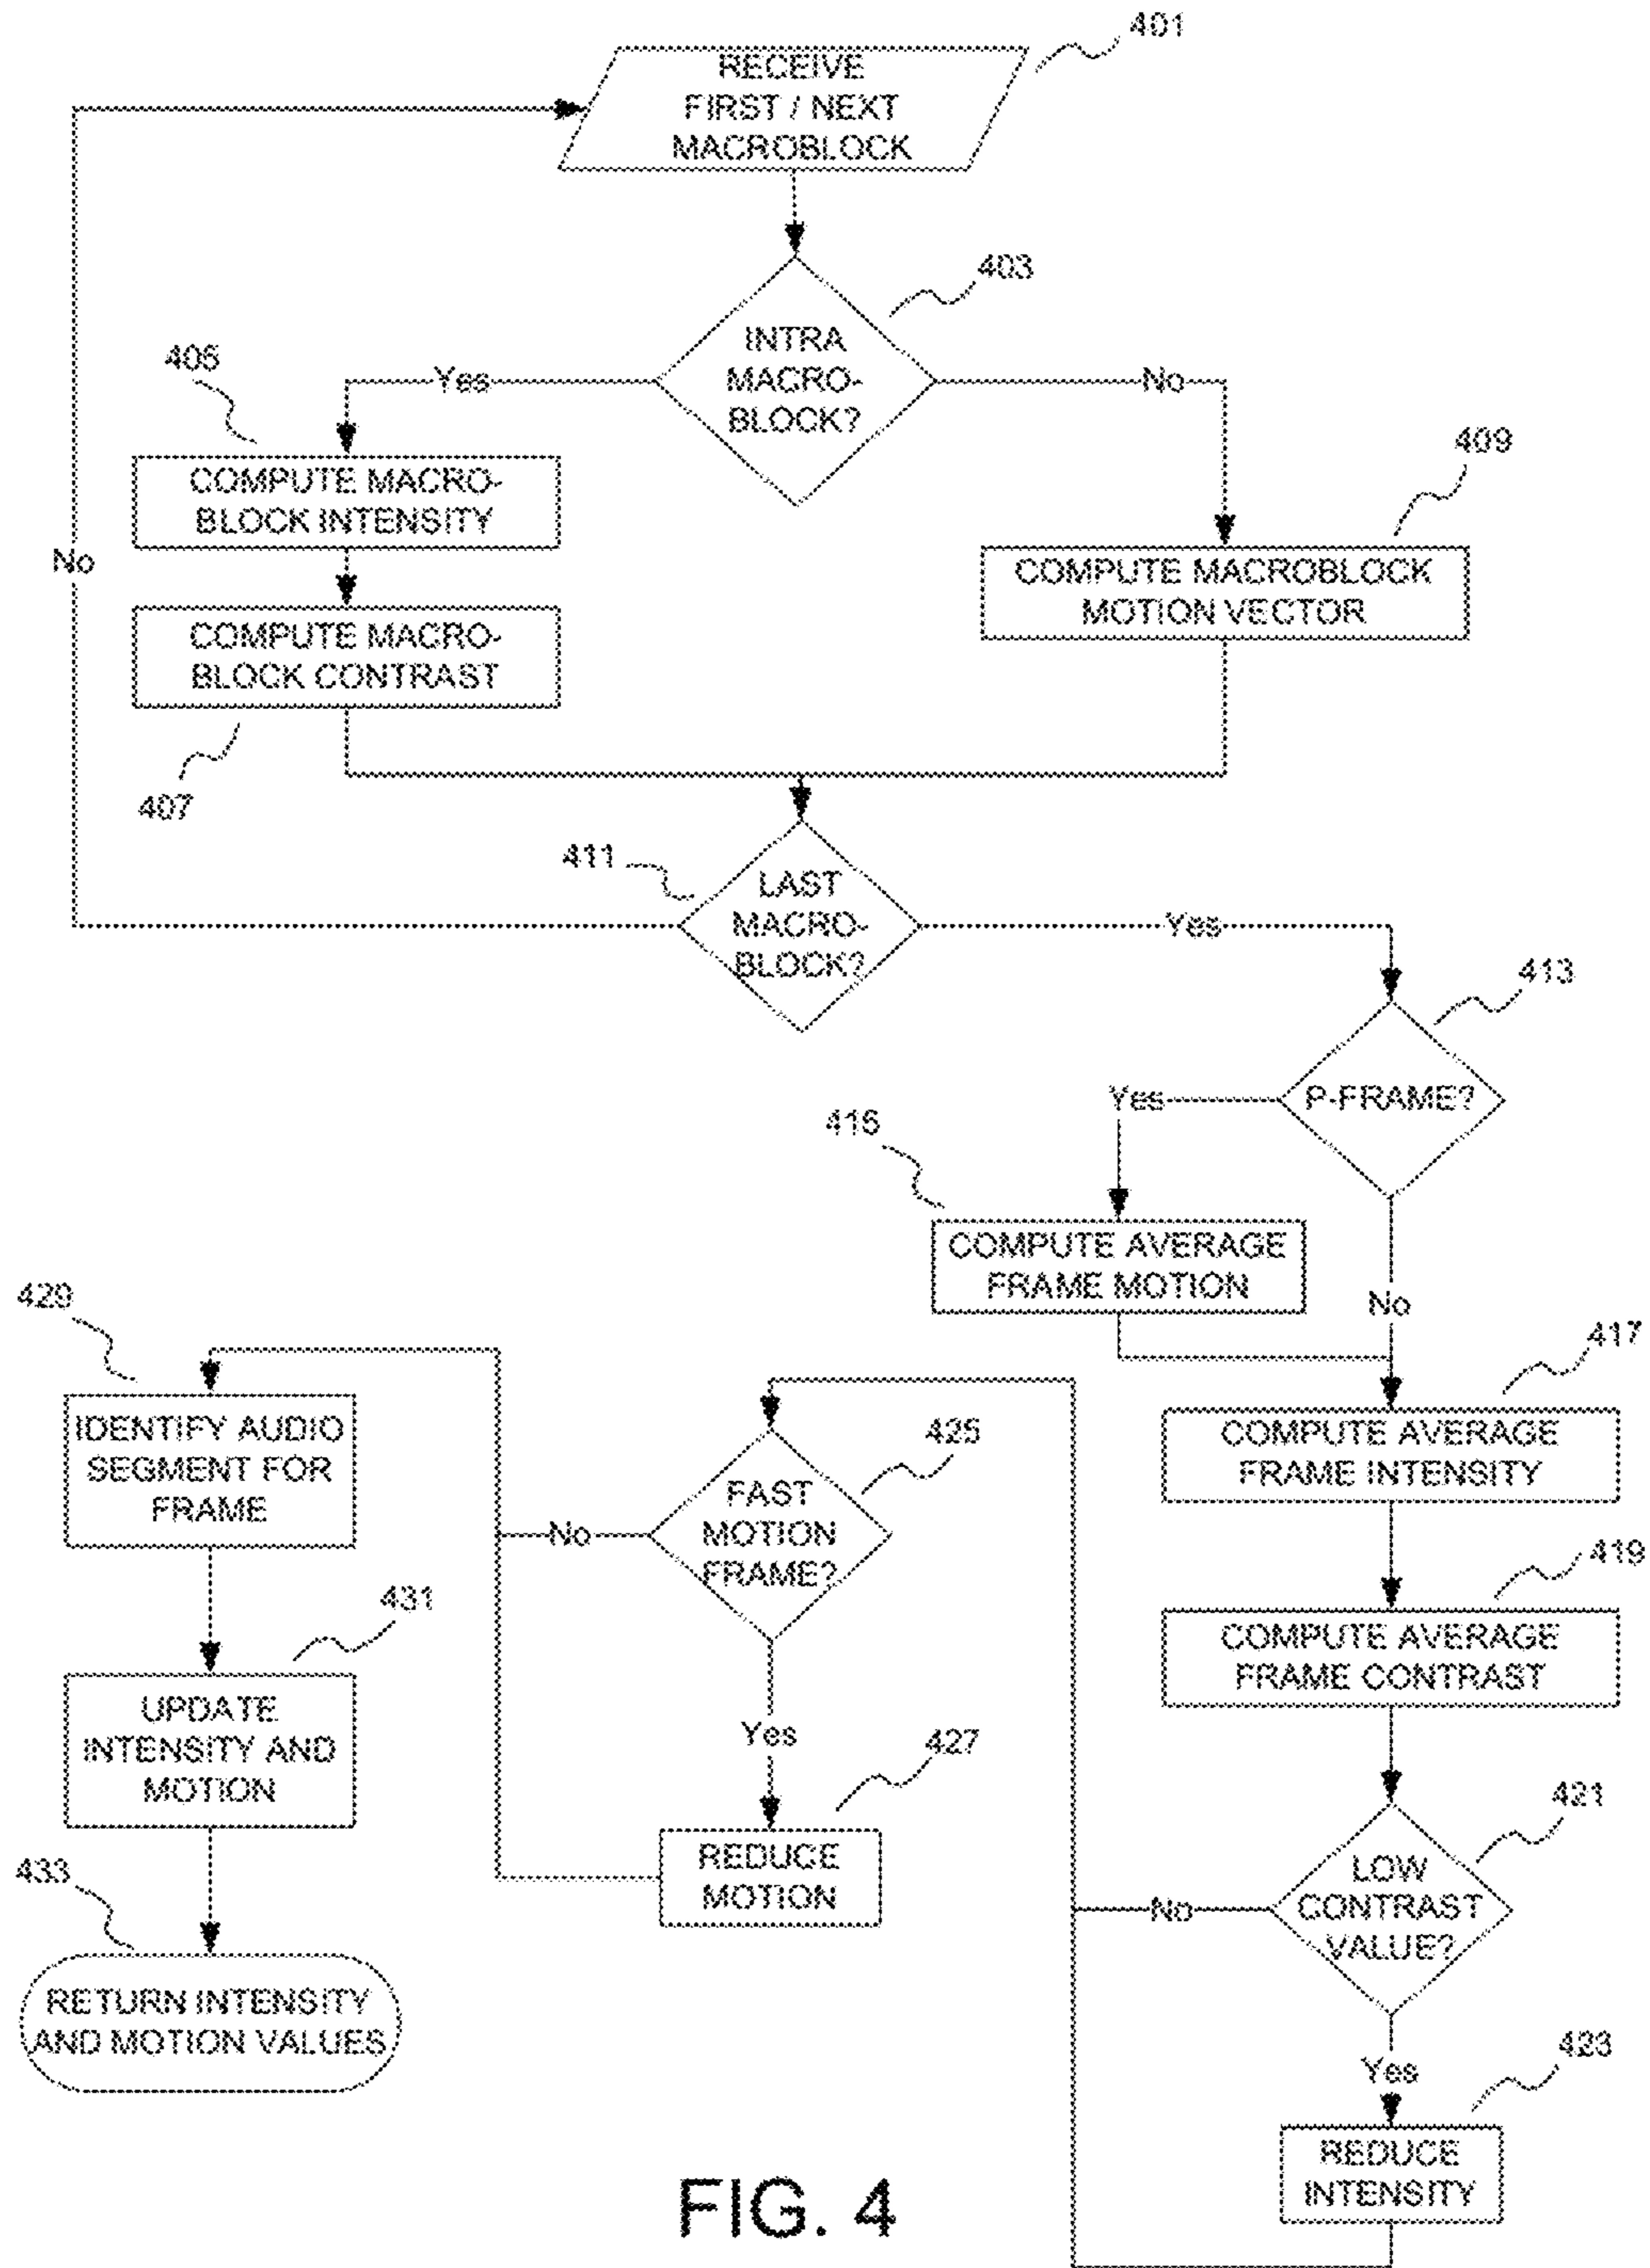 401
RECEIVE
FIRST / NEXT
MACROBLOCK
403
INTRA
MACRO-
BLOCK?
Yes
No
405
COMPUTE MACRO-
BLOCK INTENSITY
409
COMPUTE MACROBLOCK
MOTION VECTOR
No
COMPUTE MACRO-
BLOCK CONTRAST
407
411
LAST
MACRO-
BLOCK?
Yes
413
P-FRAME?
Yes
415
COMPUTE AVERAGE
FRAME MOTION
No
417
COMPUTE AVERAGE
FRAME INTENSITY
419
COMPUTE AVERAGE
FRAME CONTRAST
421
LOW
CONTRAST
VALUE?
No
Yes
423
REDUCE
INTENSITY
425
FAST
MOTION
FRAME?
No
Yes
427
REDUCE
MOTION
429
IDENTIFY AUDIO
SEGMENT FOR
FRAME
431
UPDATE
INTENSITY AND
MOTION
433
RETURN INTENSITY
AND MOTION VALUES
FIG. 4